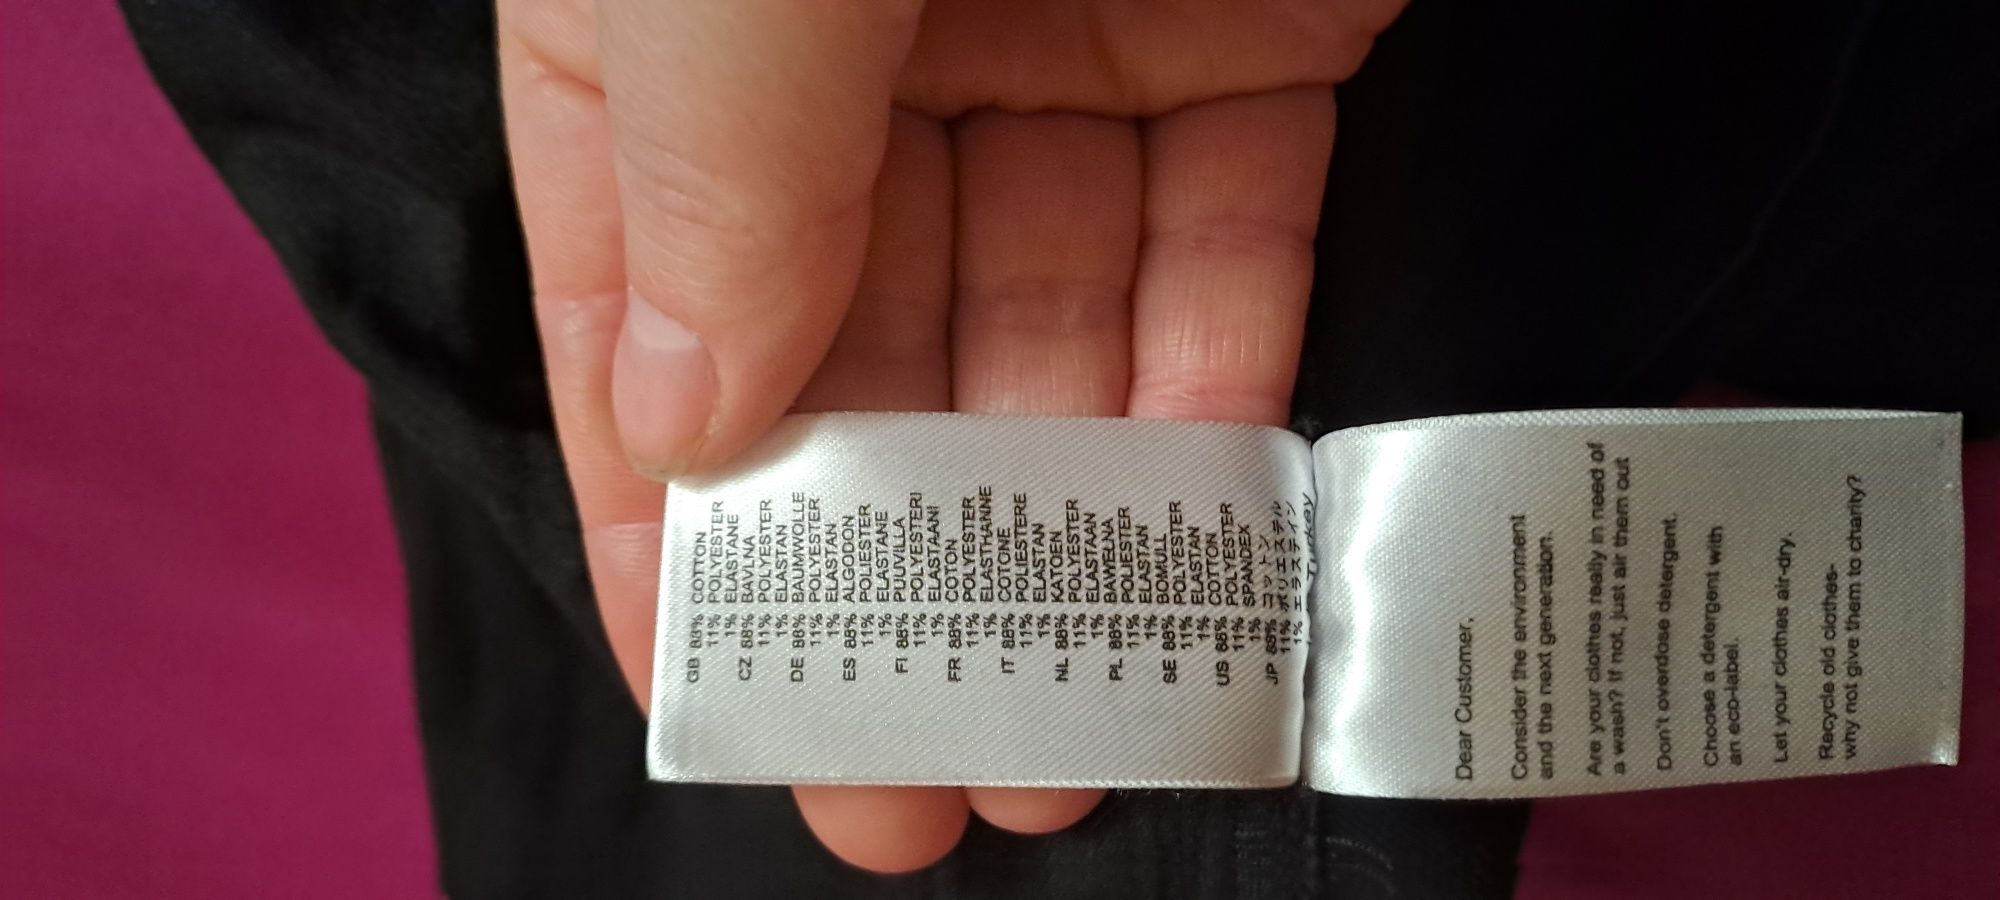 GB 88% COTTON
11% POLYESTER
1% ELASTANE
CZ 88% BAVLNA
11% POLYESTER
1% ELASTAN
DE 88% BAUMWOLLE
11% POLYESTER
1% ELASTAN
ES 88% ALGODON
11% POLIESTER
1% ELASTANE
FI 88% PUUVILLA
11% POLYESTERI
1% ELASTAANI
FR 88% COTON
11% POLYESTER
1% ELASTHANNE
IT 88% COTONE
11% POLIESTERE
1% ELASTAN
NL 88% KATOEN
11% POLYESTER
1% ELASTAAN
PL 88% BAWEŁNA
11% POLIESTER
1% ELASTAN
SE 88% BOMULL
11% POLYESTER
1% ELASTAN
US 88% COTTON
11% POLYESTER
1% SPANDEX
JP 88% コットン
11% ポリエステル
1% エラステイン
Turkey
Dear Customer,
Consider the environment
and the next generation.
Are your clothes really in need of
a wash? If not, just air them out
Don't overdose detergent.
Choose a detergent with
an eco-label.
Let your clothes air-dry.
Recycle old clothes-
why not give them to charity?